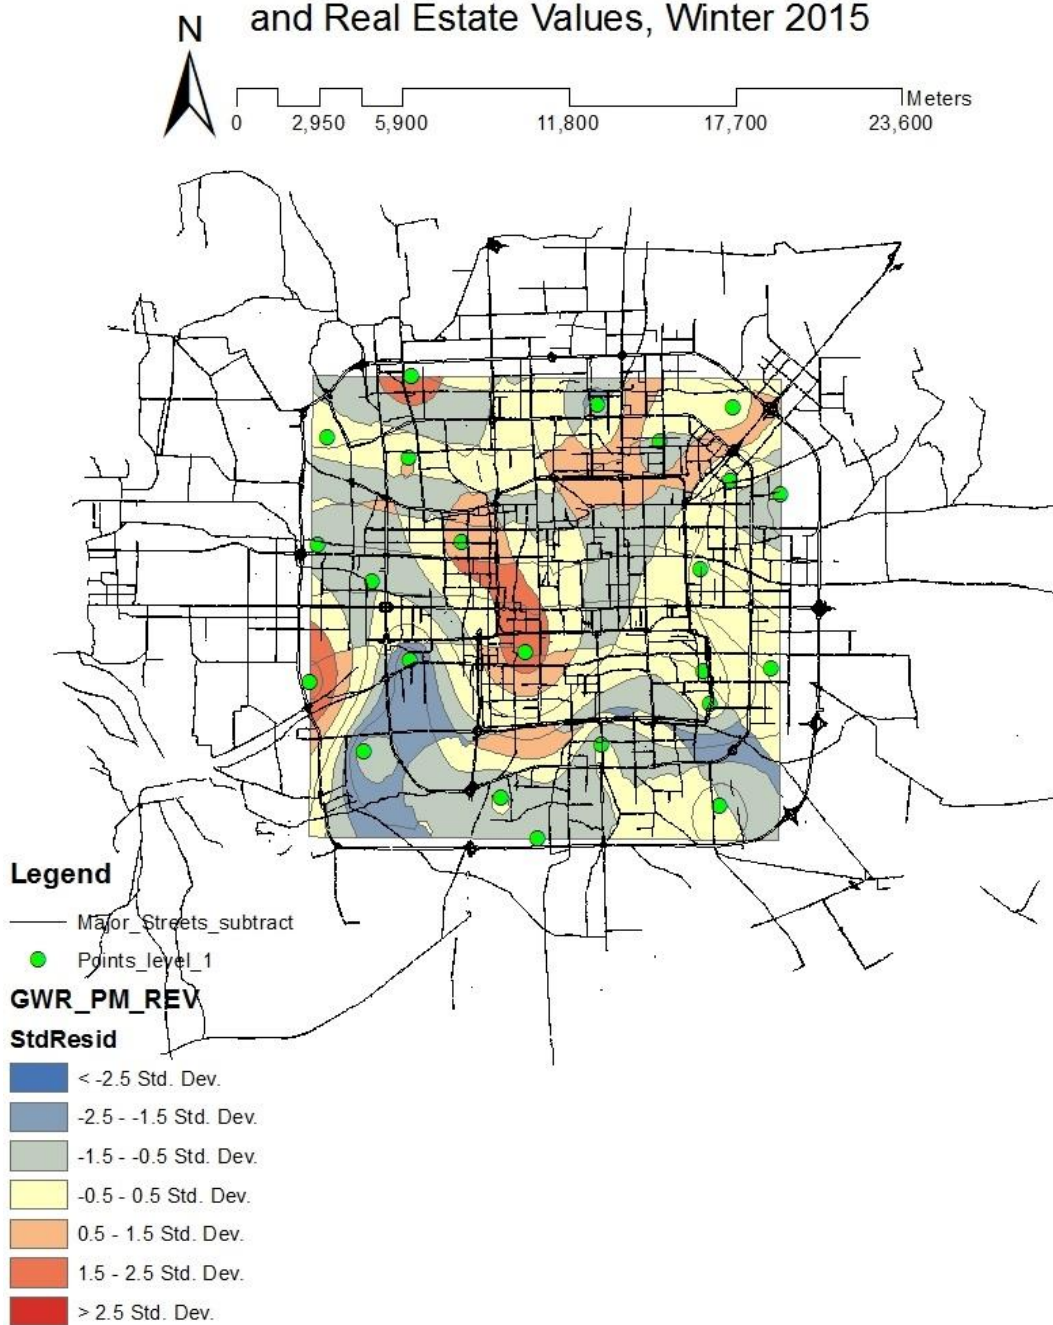 and Real Estate Values, Winter 2015
N
Meters
0 2,950 5,900 11,800 17,700 23,600
Legend
Major_Streets_subtract
Points_level_1
GWR_PM_REV
StdResid
< -2.5 Std. Dev.
-2.5 - -1.5 Std. Dev.
-1.5 - -0.5 Std. Dev.
-0.5 - 0.5 Std. Dev.
0.5 - 1.5 Std. Dev.
1.5 - 2.5 Std. Dev.
> 2.5 Std. Dev.